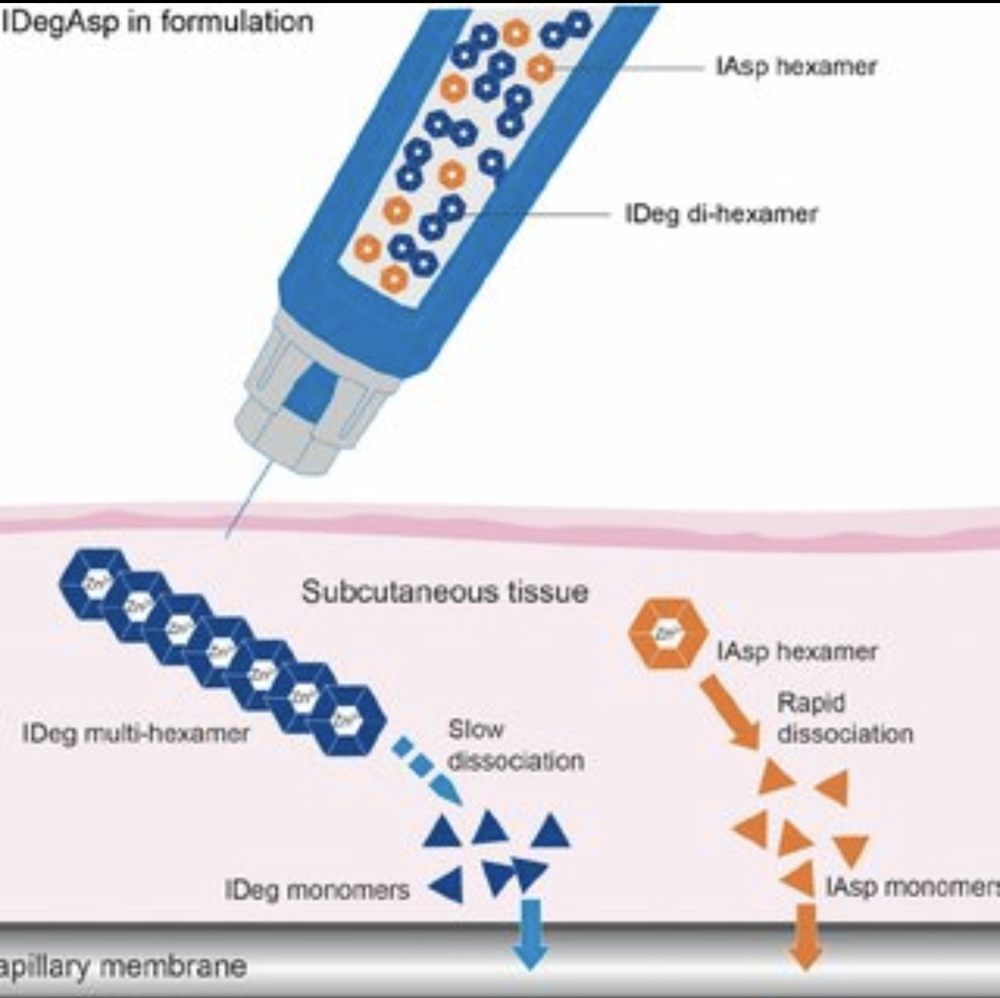 IDegAsp in formulation
IAsp hexamer
IDeg di-hexamer
Subcutaneous tissue
IAsp hexamer
Rapid
dissociation
IDeg multi-hexamer
Slow
dissociation
IDeg monomers
IAsp monomers
apillary membrane